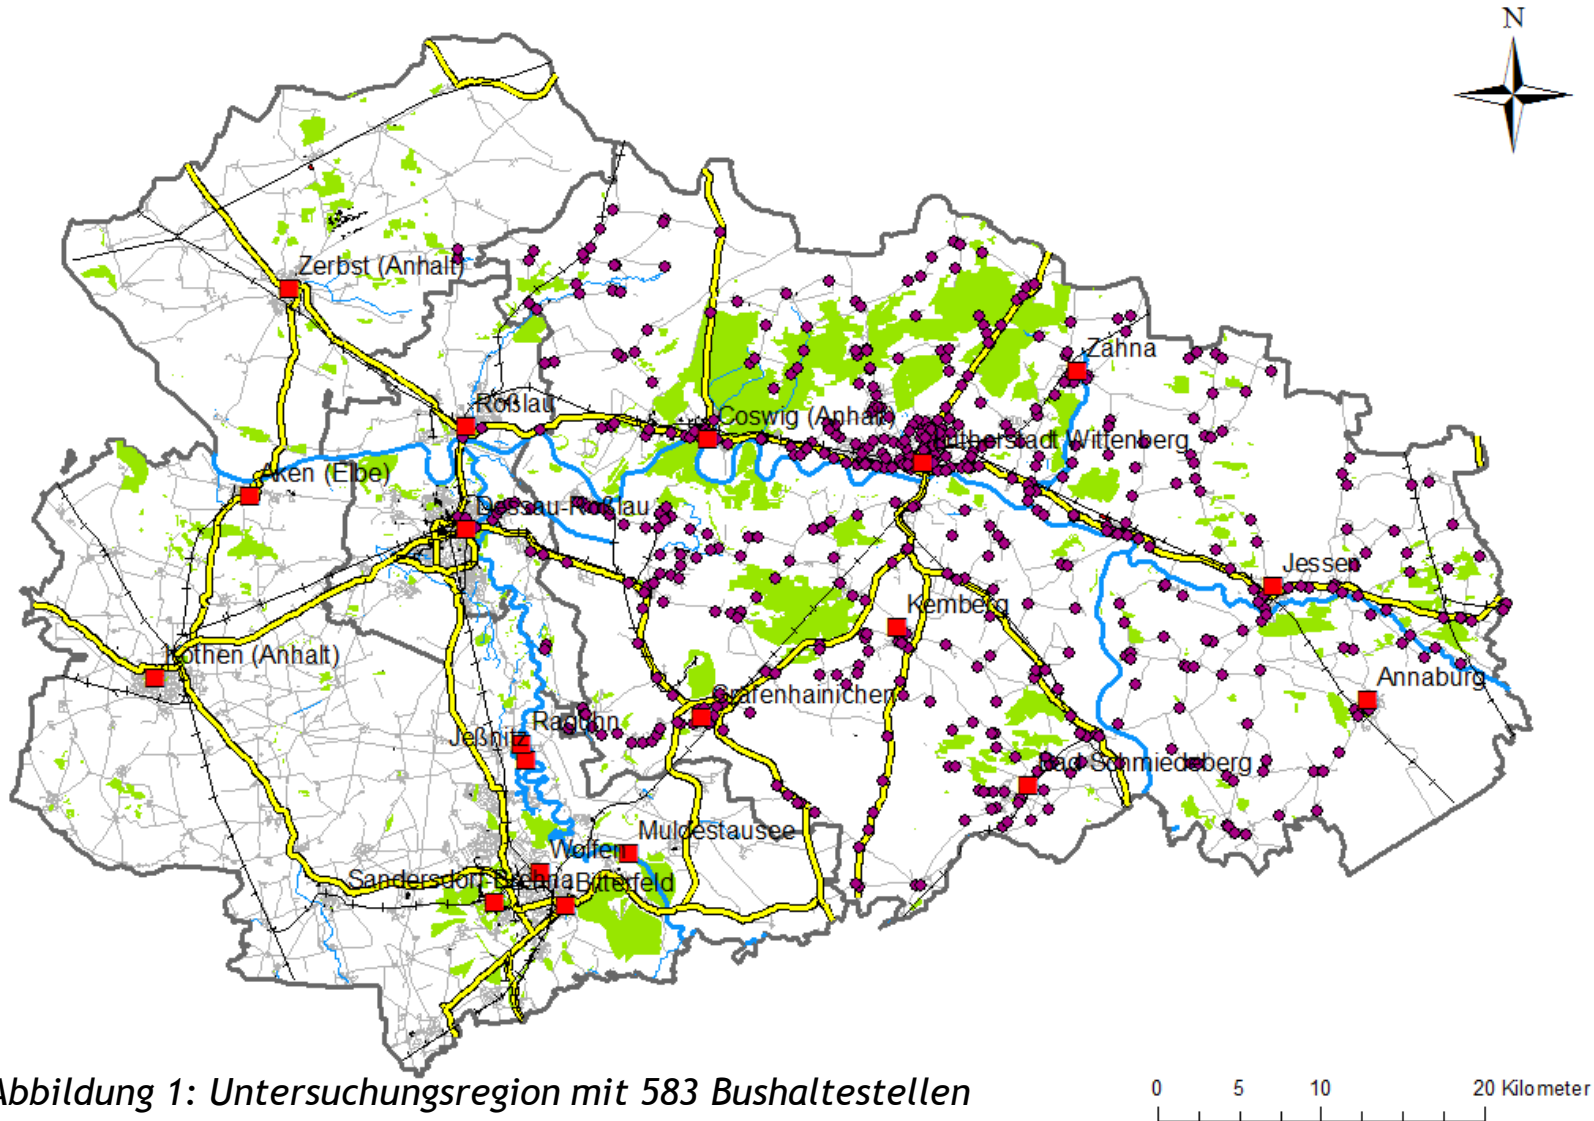 N
Zerbst (Anhalt)
Zahna
Roßlau
Coswig (Anhalt)
Lutherstadt Wittenberg
Aken (Elbe)
Dessau-Roßlau
Jessen
Kemberg
Köthen (Anhalt)
Annaburg
Gräfenhainichen
Raguhn
Jeßnitz
Bad Schmiedeberg
Muldestausee
Wolfen
Sandersdorf-Brehna
Bitterfeld
Abbildung 1: Untersuchungsregion mit 583 Bushaltestellen
0 5 10 20 Kilometer